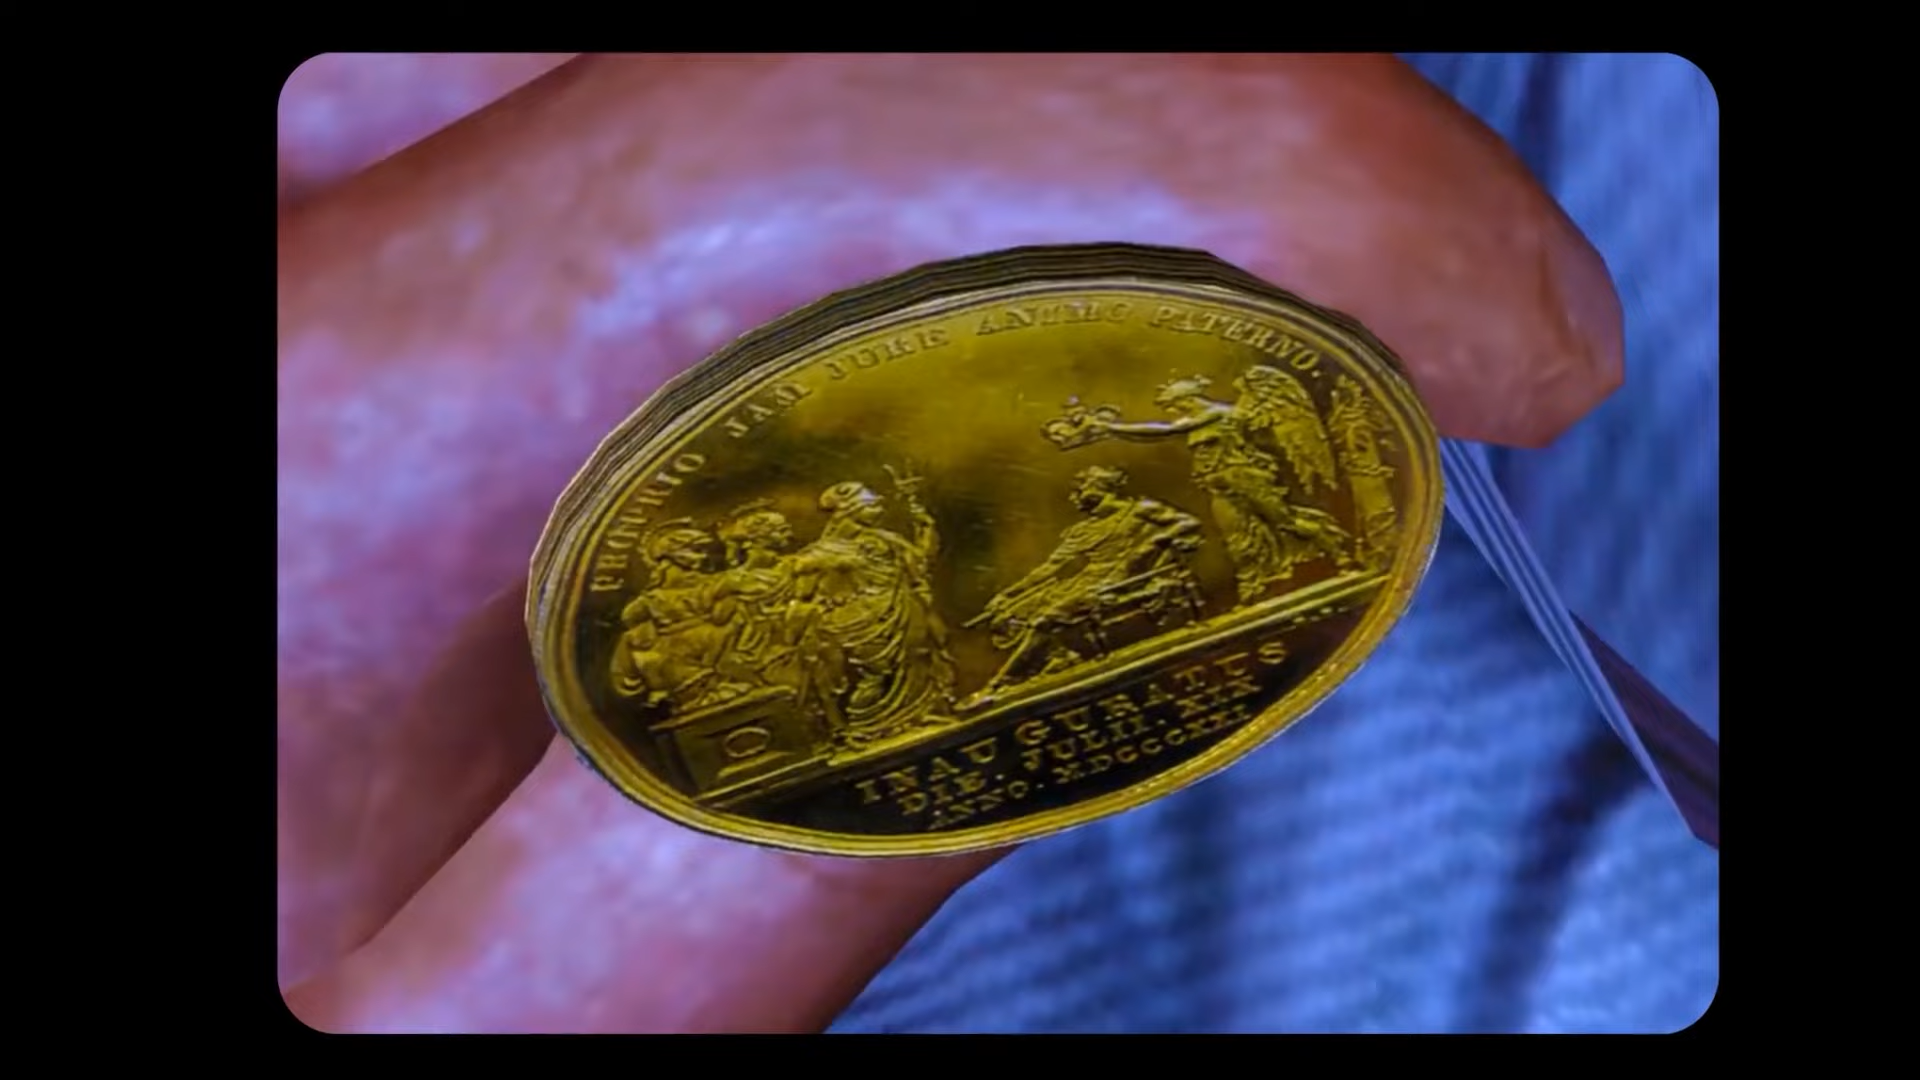 PROPRIO JAM JURE ANIMO PATERNO.
INAUGURATUS
DIE. JULII. XIX
ANNO. MDCCCXXI